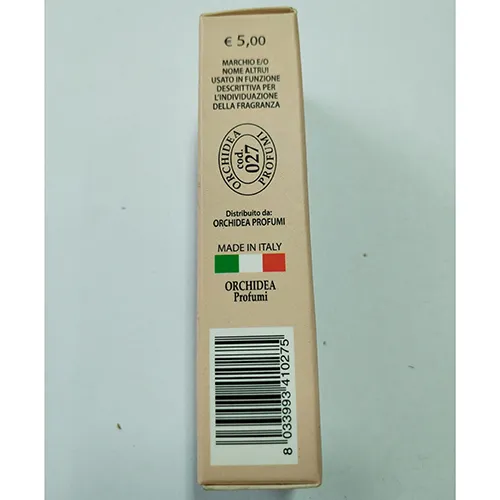 € 5,00
MARCHIO E/O
NOME ALTRUI
USATO IN FUNZIONE
DESCRITTIVA PER
L'INDIVIDUAZIONE
DELLA FRAGRANZA
ORCHIDEA
cod.
027
PROFUMI
Distribuito da:
ORCHIDEA PROFUMI
MADE IN ITALY
ORCHIDEA
Profumi
8 033993 410275